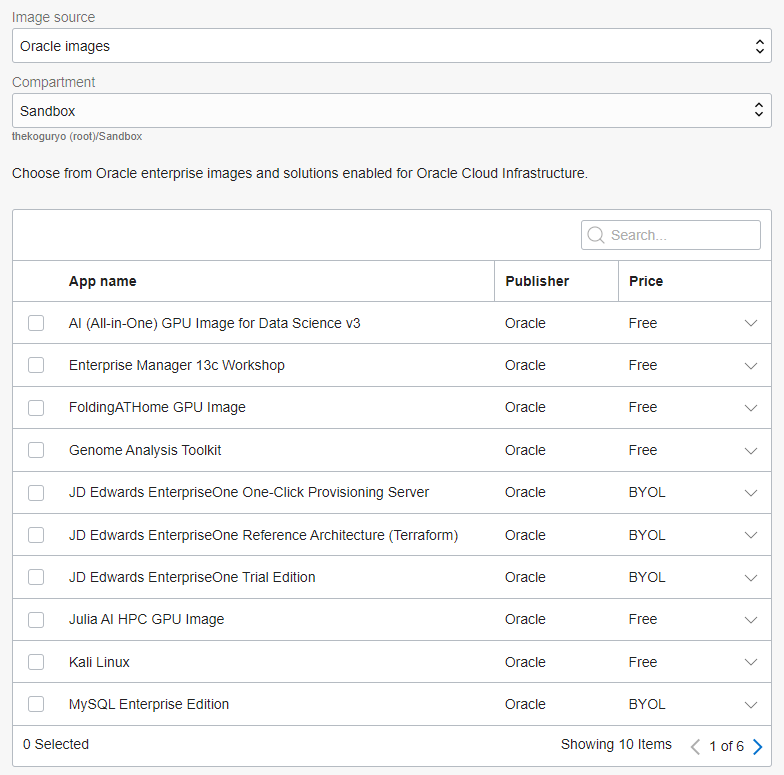 Image source
Oracle images
Compartment
Sandbox
thekoguryo (root)/Sandbox
Choose from Oracle enterprise images and solutions enabled for Oracle Cloud Infrastructure.
Search...
App name Publisher Price
AI (All-in-One) GPU Image for Data Science v3 Oracle Free
Enterprise Manager 13c Workshop Oracle Free
FoldingATHome GPU Image Oracle Free
Genome Analysis Toolkit Oracle Free
JD Edwards EnterpriseOne One-Click Provisioning Server Oracle BYOL
JD Edwards EnterpriseOne Reference Architecture (Terraform) Oracle BYOL
JD Edwards EnterpriseOne Trial Edition Oracle BYOL
Julia AI HPC GPU Image Oracle Free
Kali Linux Oracle Free
MySQL Enterprise Edition Oracle BYOL
0 Selected Showing 10 Items 1 of 6